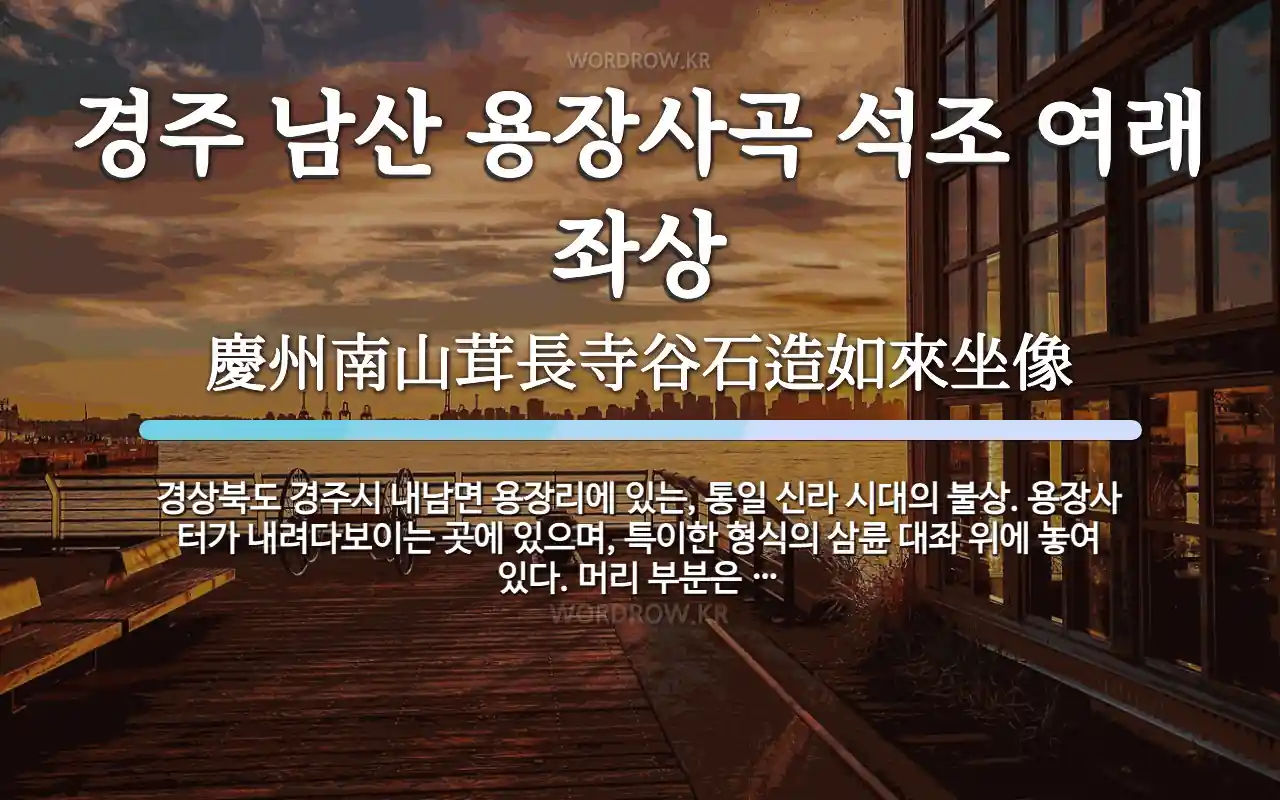 WORDROW.KR
경주 남산 용장사곡 석조 여래
좌상
慶州南山茸長寺谷石造如來坐像
경상북도 경주시 내남면 용장리에 있는, 통일 신라 시대의 불상. 용장사
터가 내려다보이는 곳에 있으며, 특이한 형식의 삼륜 대좌 위에 놓여
있다. 머리 부분은 …
WORDROW.KR